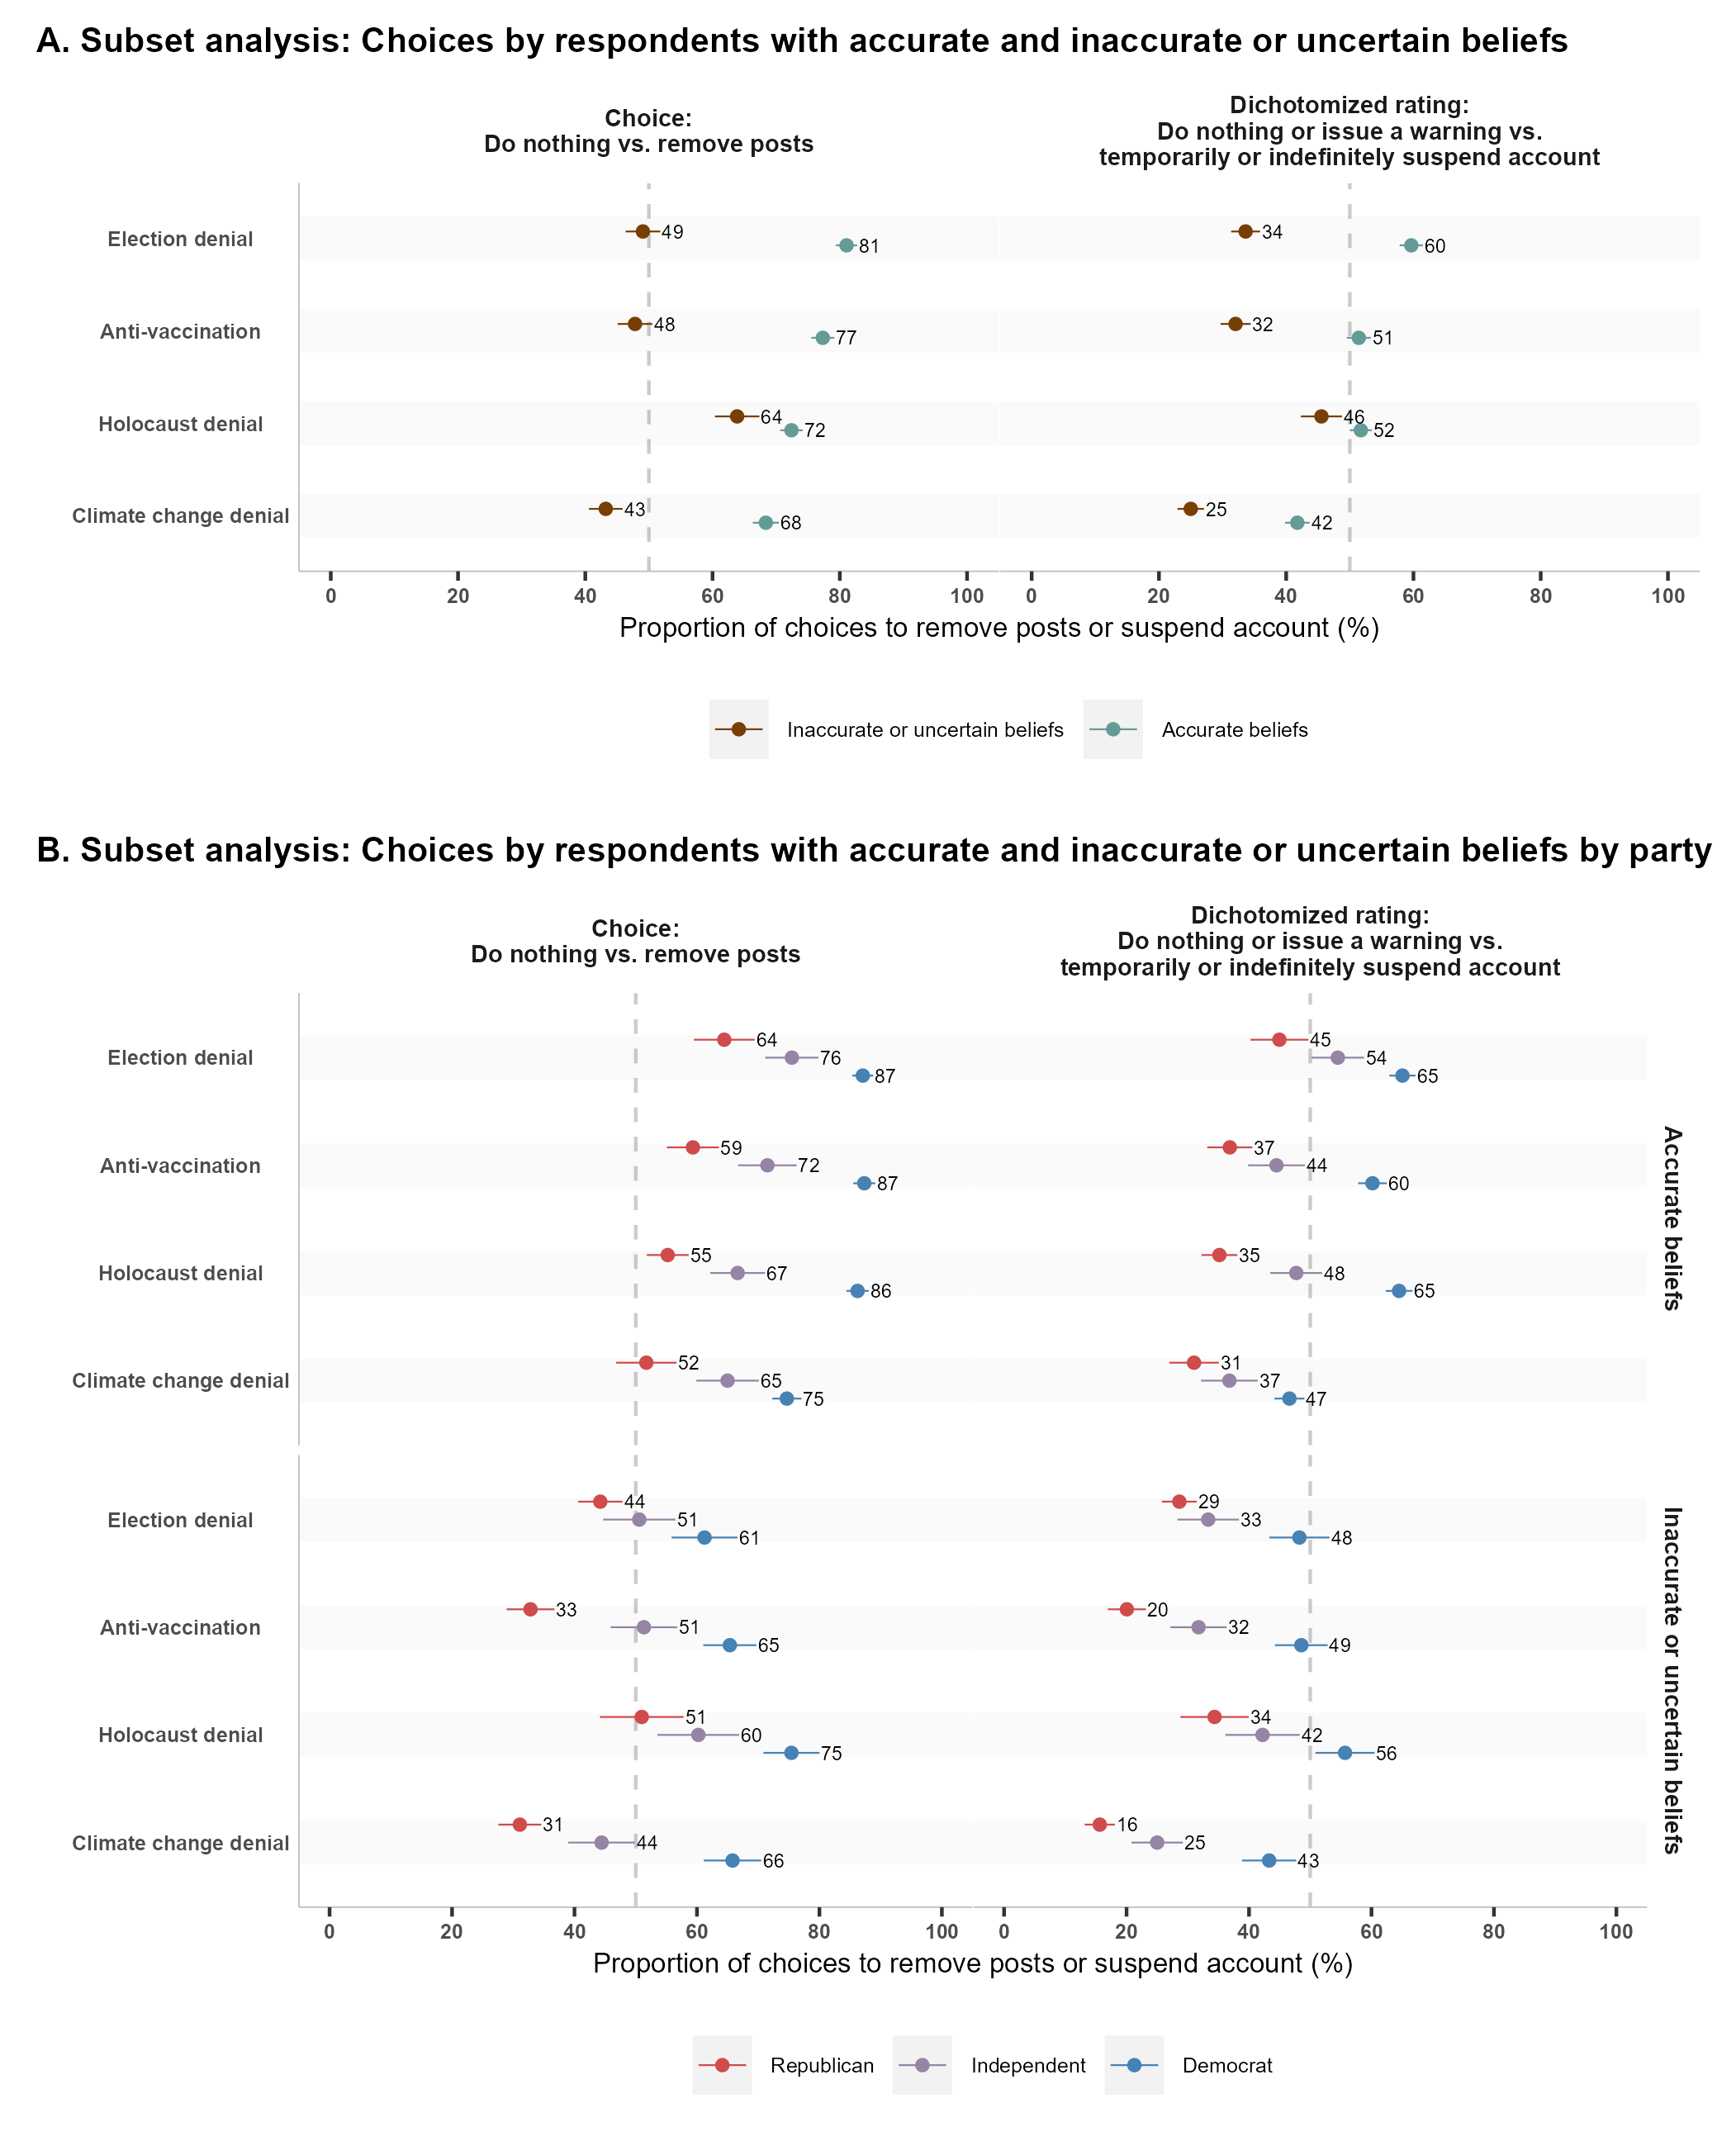 A. Subset analysis: Choices by respondents with accurate and inaccurate or uncertain beliefs
Choice:
Do nothing vs. remove posts
Dichotomized rating:
Do nothing or issue a warning vs.
temporarily or indefinitely suspend account
Election denial
49
81
34
60
Anti-vaccination
48
77
32
51
Holocaust denial
64
72
46
52
Climate change denial
43
68
25
42
0 20 40 60 80 100 0 20 40 60 80 100
Proportion of choices to remove posts or suspend account (%)
Inaccurate or uncertain beliefs Accurate beliefs
B. Subset analysis: Choices by respondents with accurate and inaccurate or uncertain beliefs by party
Choice:
Do nothing vs. remove posts
Dichotomized rating:
Do nothing or issue a warning vs.
temporarily or indefinitely suspend account
Accurate beliefs
Election denial
64
76
87
45
54
65
Anti-vaccination
59
72
87
37
44
60
Holocaust denial
55
67
86
35
48
65
Climate change denial
52
65
75
31
37
47
Inaccurate or uncertain beliefs
Election denial
44
51
61
29
33
48
Anti-vaccination
33
51
65
20
32
49
Holocaust denial
51
60
75
34
42
56
Climate change denial
31
44
66
16
25
43
0 20 40 60 80 100 0 20 40 60 80 100
Proportion of choices to remove posts or suspend account (%)
Republican Independent Democrat